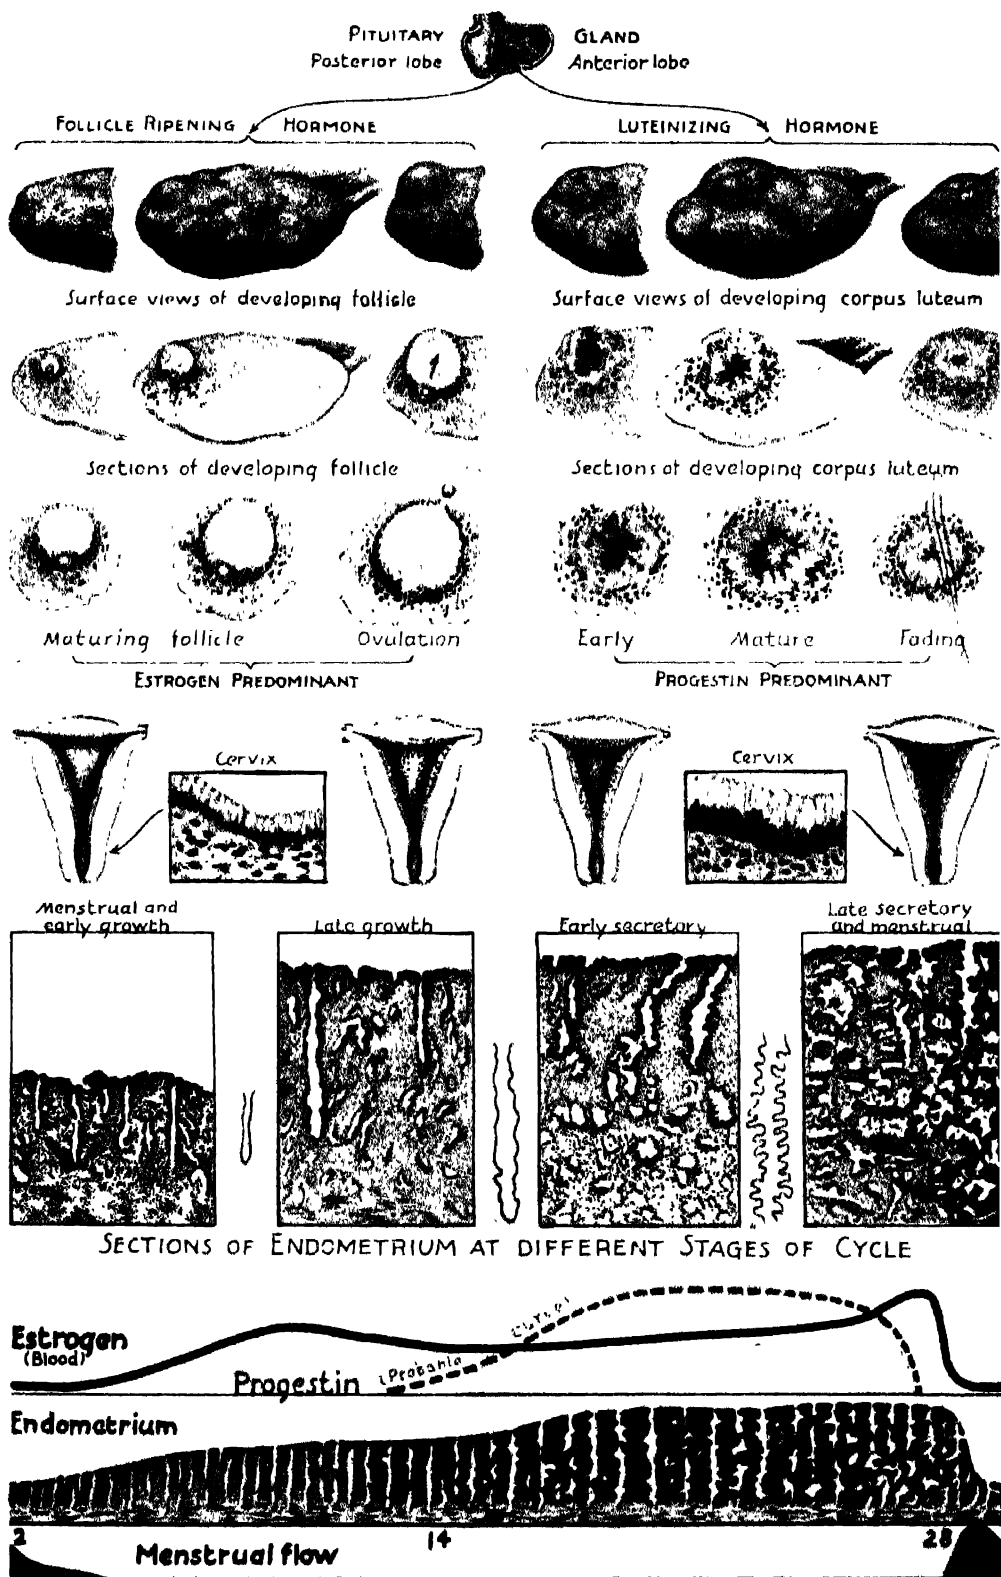 PITUITARY GLAND
Posterior lobe Anterior lobe
FOLLICLE RIPENING HORMONE
LUTEINIZING HORMONE
Surface views of developing follicle
Surface views of developing corpus luteum
Sections of developing follicle
Sections of developing corpus luteum
Maturing follicle Ovulation
Early Mature Fading
ESTROGEN PREDOMINANT
PROGESTIN PREDOMINANT
Cervix
Cervix
Menstrual and
early growth
Late growth
Early secretory
Late secretory
and menstrual
SECTIONS OF ENDOMETRIUM AT DIFFERENT STAGES OF CYCLE
Estrogen
(Blood)
Progestin
Endometrium
2 14 28
Menstrual flow